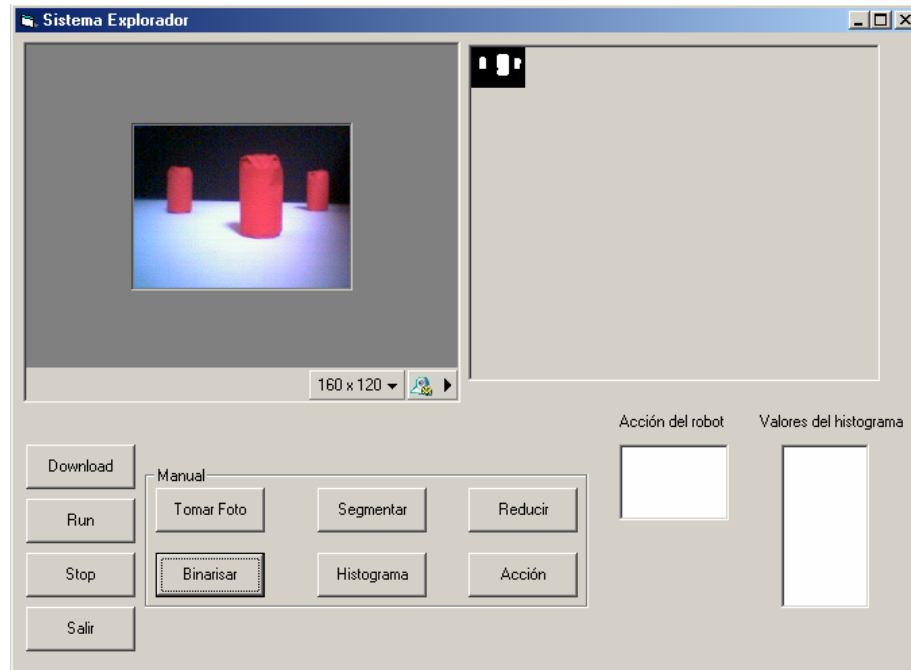 Sistema Explorador
160 x 120
Acción del robot
Valores del histograma
Download
Run
Stop
Salir
Manual
Tomar Foto
Segmentar
Reducir
Binarisar
Histograma
Acción